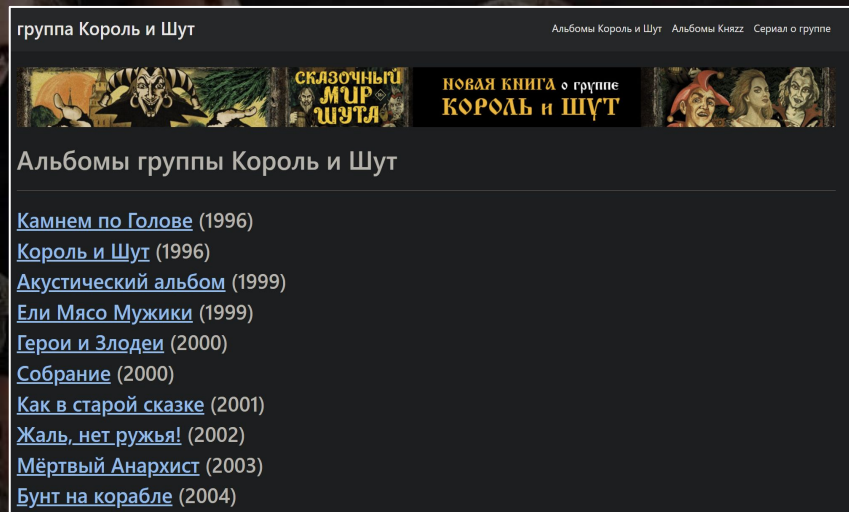 группа Король и Шут
Альбомы Король и Шут Альбомы Княzz Сериал о группе
СКАЗОЧНЫЙ
МИР
ШУТА
НОВАЯ КНИГА о группе
КОРОЛЬ и ШУТ
Альбомы группы Король и Шут
Камнем по Голове (1996)
Король и Шут (1996)
Акустический альбом (1999)
Ели Мясо Мужики (1999)
Герои и Злодеи (2000)
Собрание (2000)
Как в старой сказке (2001)
Жаль, нет ружья! (2002)
Мёртвый Анархист (2003)
Бунт на корабле (2004)